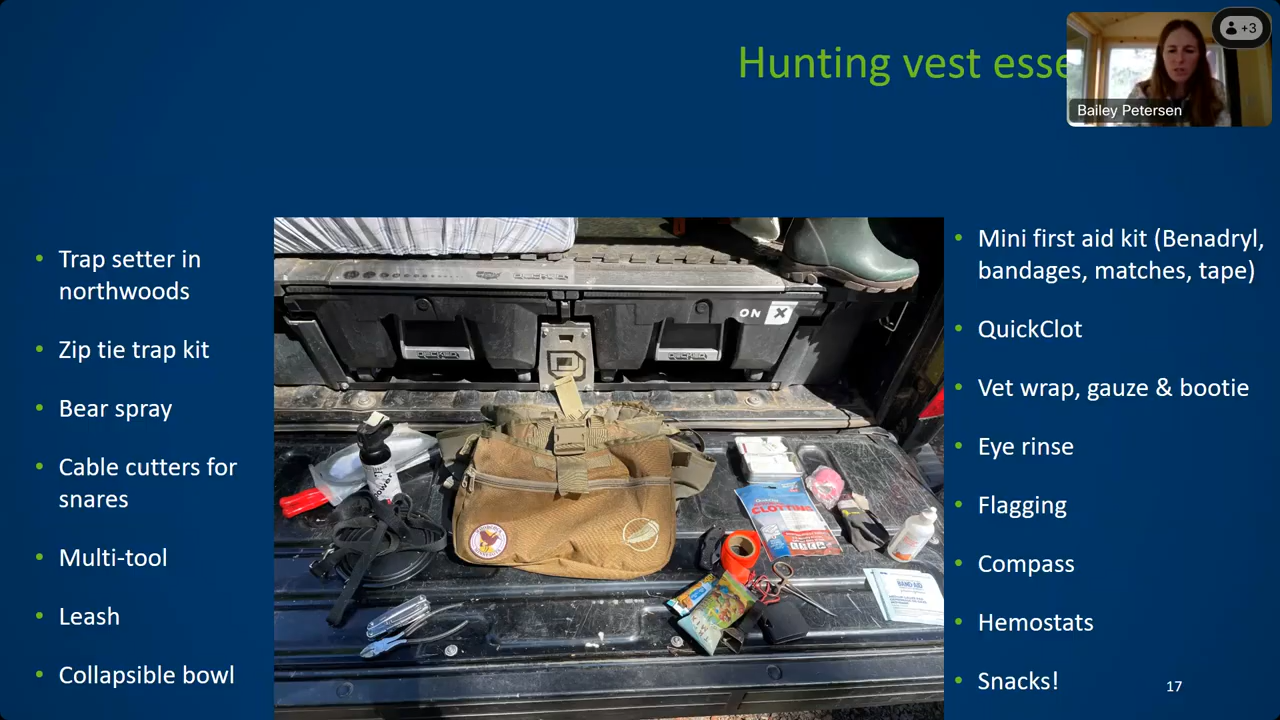 Hunting vest esse
+3
Bailey Petersen
Trap setter in
northwoods
Zip tie trap kit
Bear spray
Cable cutters for
snares
Multi-tool
Leash
Collapsible bowl
ON X
DECKED
DECKED
CLOTTING
BAND-AID
Mini first aid kit (Benadryl,
bandages, matches, tape)
QuickClot
Vet wrap, gauze & bootie
Eye rinse
Flagging
Compass
Hemostats
Snacks!
17